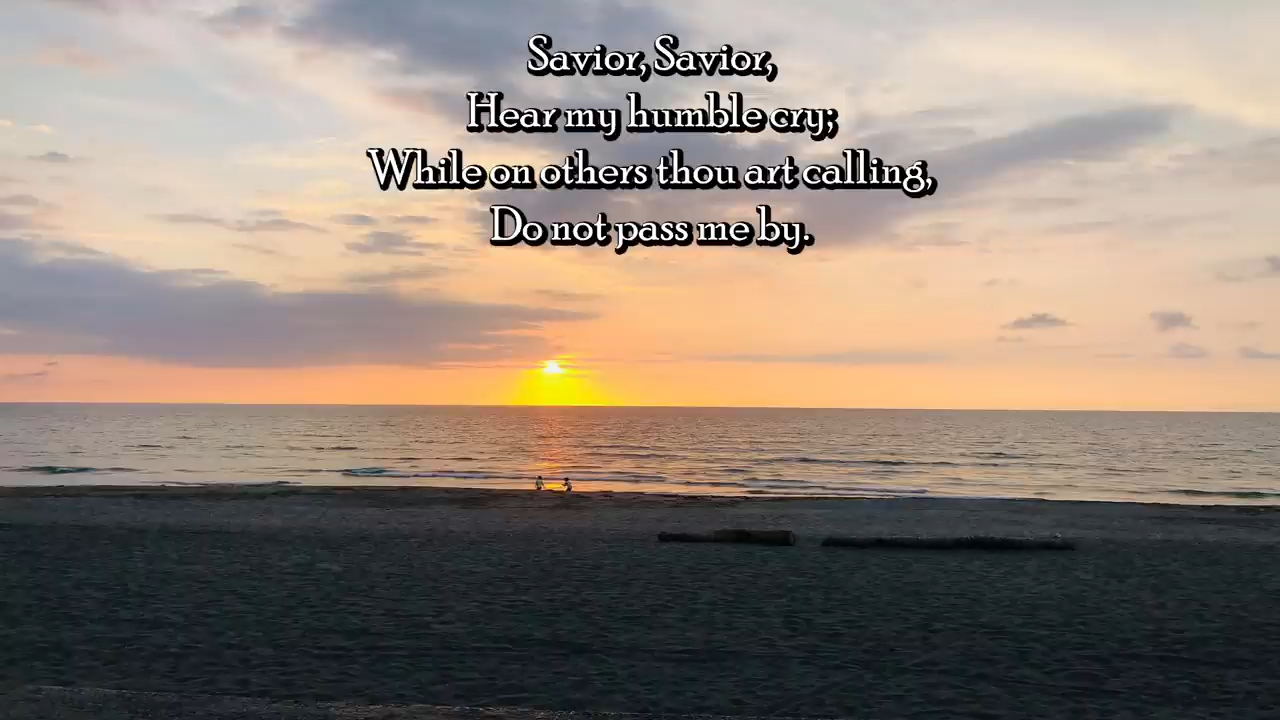 Savior, Savior,
Hear my humble cry;
While on others thou art calling,
Do not pass me by.